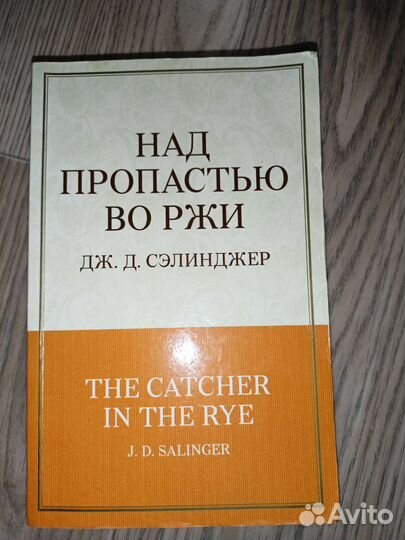 НАД
ПРОПАСТЬЮ
ВО РЖИ
ДЖ. Д. СЭЛИНДЖЕР
THE CATCHER
IN THE RYE
J. D. SALINGER
Avito